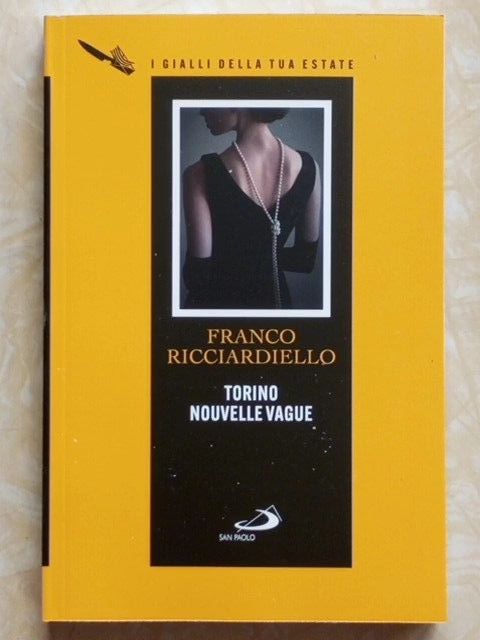 I GIALLI DELLA TUA ESTATE
FRANCO
RICCIARDIELLO
TORINO
NOUVELLE VAGUE
SAN PAOLO